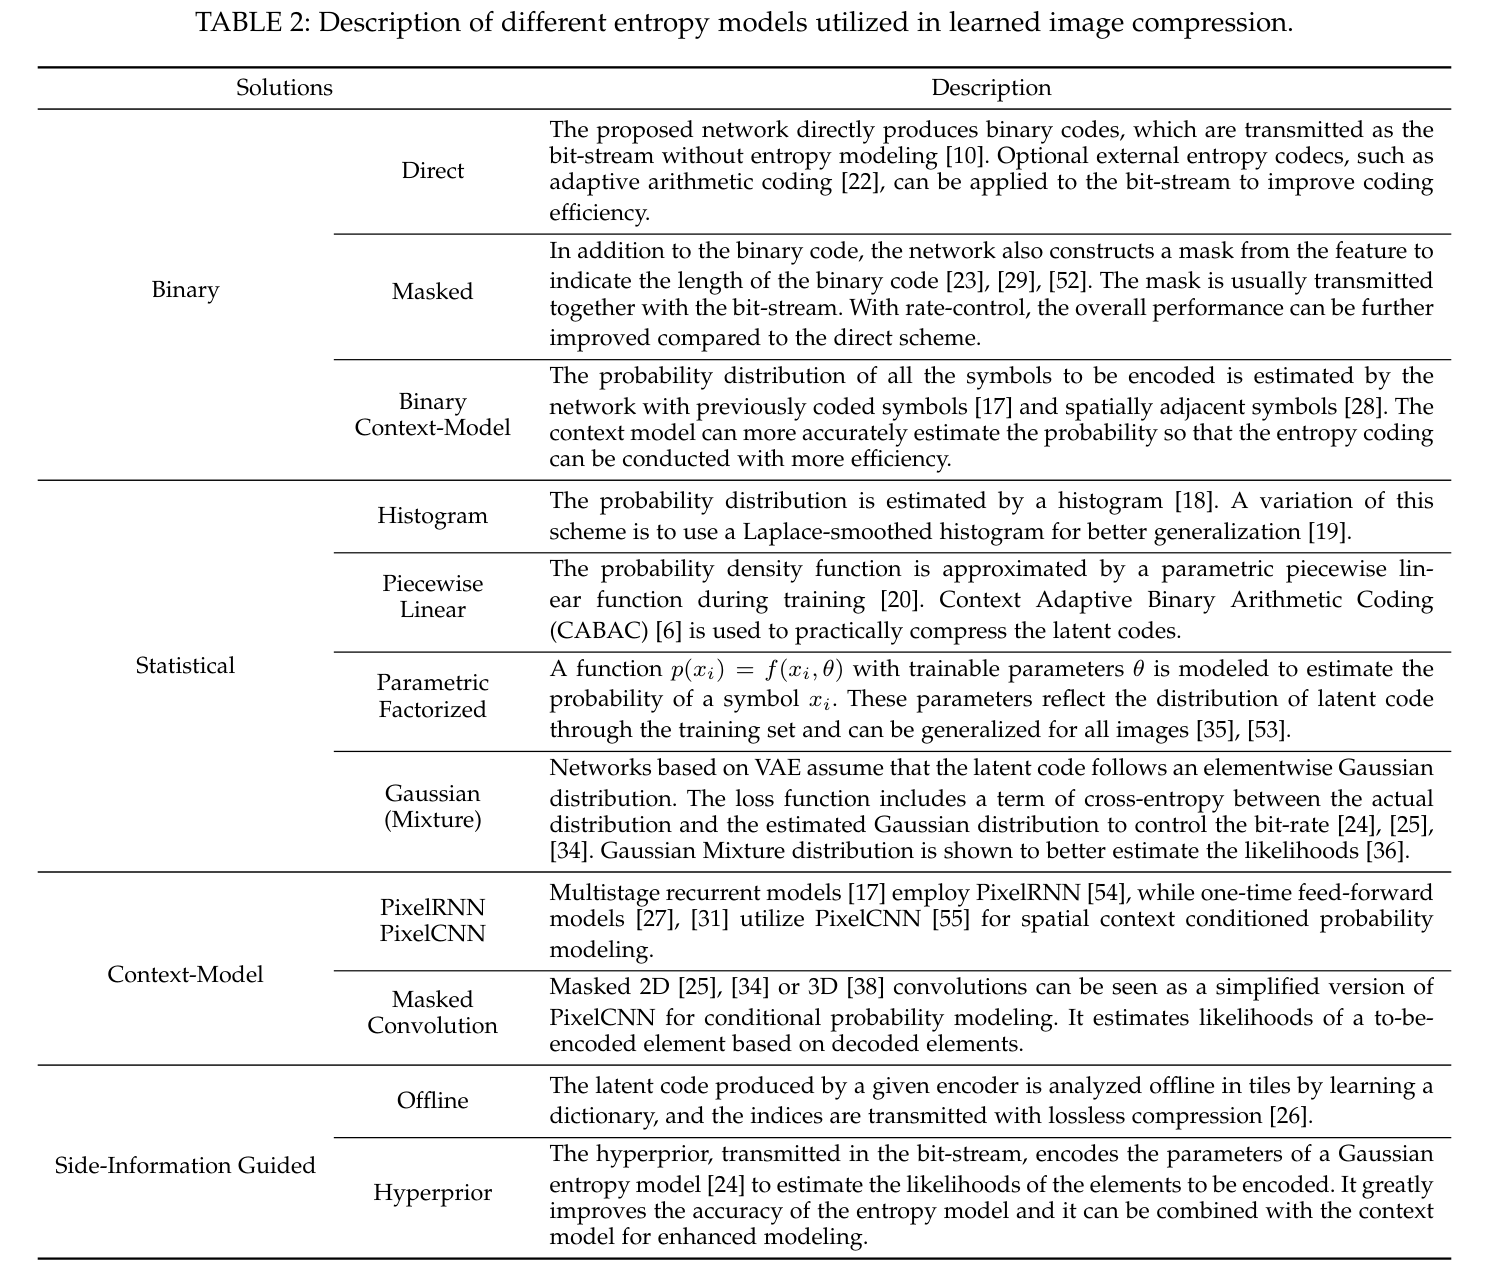 TABLE 2: Description of different entropy models utilized in learned image compression.
Solutions
Description
Binary
Direct
The proposed network directly produces binary codes, which are transmitted as the
bit-stream without entropy modeling [10]. Optional external entropy codecs, such as
adaptive arithmetic coding [22], can be applied to the bit-stream to improve coding
efficiency.
Masked
In addition to the binary code, the network also constructs a mask from the feature to
indicate the length of the binary code [23], [29], [52]. The mask is usually transmitted
together with the bit-stream. With rate-control, the overall performance can be further
improved compared to the direct scheme.
Binary
Context-Model
The probability distribution of all the symbols to be encoded is estimated by the
network with previously coded symbols [17] and spatially adjacent symbols [28]. The
context model can more accurately estimate the probability so that the entropy coding
can be conducted with more efficiency.
Statistical
Histogram
The probability distribution is estimated by a histogram [18]. A variation of this
scheme is to use a Laplace-smoothed histogram for better generalization [19].
Piecewise
Linear
The probability density function is approximated by a parametric piecewise lin-
ear function during training [20]. Context Adaptive Binary Arithmetic Coding
(CABAC) [6] is used to practically compress the latent codes.
Parametric
Factorized
A function p(xᵢ) = f(xᵢ, θ) with trainable parameters θ is modeled to estimate the
probability of a symbol xᵢ. These parameters reflect the distribution of latent code
through the training set and can be generalized for all images [35], [53].
Gaussian
(Mixture)
Networks based on VAE assume that the latent code follows an elementwise Gaussian
distribution. The loss function includes a term of cross-entropy between the actual
distribution and the estimated Gaussian distribution to control the bit-rate [24], [25],
[34]. Gaussian Mixture distribution is shown to better estimate the likelihoods [36].
Context-Model
PixelRNN
PixelCNN
Multistage recurrent models [17] employ PixelRNN [54], while one-time feed-forward
models [27], [31] utilize PixelCNN [55] for spatial context conditioned probability
modeling.
Masked
Convolution
Masked 2D [25], [34] or 3D [38] convolutions can be seen as a simplified version of
PixelCNN for conditional probability modeling. It estimates likelihoods of a to-be-
encoded element based on decoded elements.
Side-Information Guided
Offline
The latent code produced by a given encoder is analyzed offline in tiles by learning a
dictionary, and the indices are transmitted with lossless compression [26].
Hyperprior
The hyperprior, transmitted in the bit-stream, encodes the parameters of a Gaussian
entropy model [24] to estimate the likelihoods of the elements to be encoded. It greatly
improves the accuracy of the entropy model and it can be combined with the context
model for enhanced modeling.